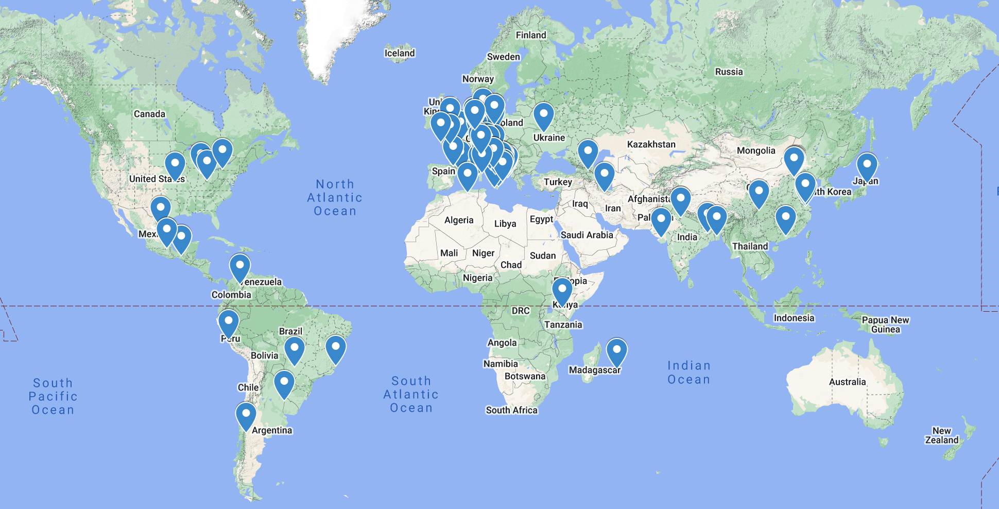 Finland
Iceland
Sweden
Russia
Norway
Canada
Ukraine
Kazakhstan
Mongolia
United States
Spain
Turkey
Japan
North
Atlantic
Ocean
Iraq
Iran
Algeria
Libya
Egypt
Saudi Arabia
India
Thailand
Mali
Niger
Sudan
Chad
Nigeria
Colombia
Kenya
DRC
Tanzania
Indonesia
Papua New
Guinea
Brazil
Peru
Angola
Bolivia
Namibia
Madagascar
Botswana
Indian
Ocean
South
Pacific
Ocean
South
Atlantic
Ocean
Chile
Australia
South Africa
Argentina
New
Zealand